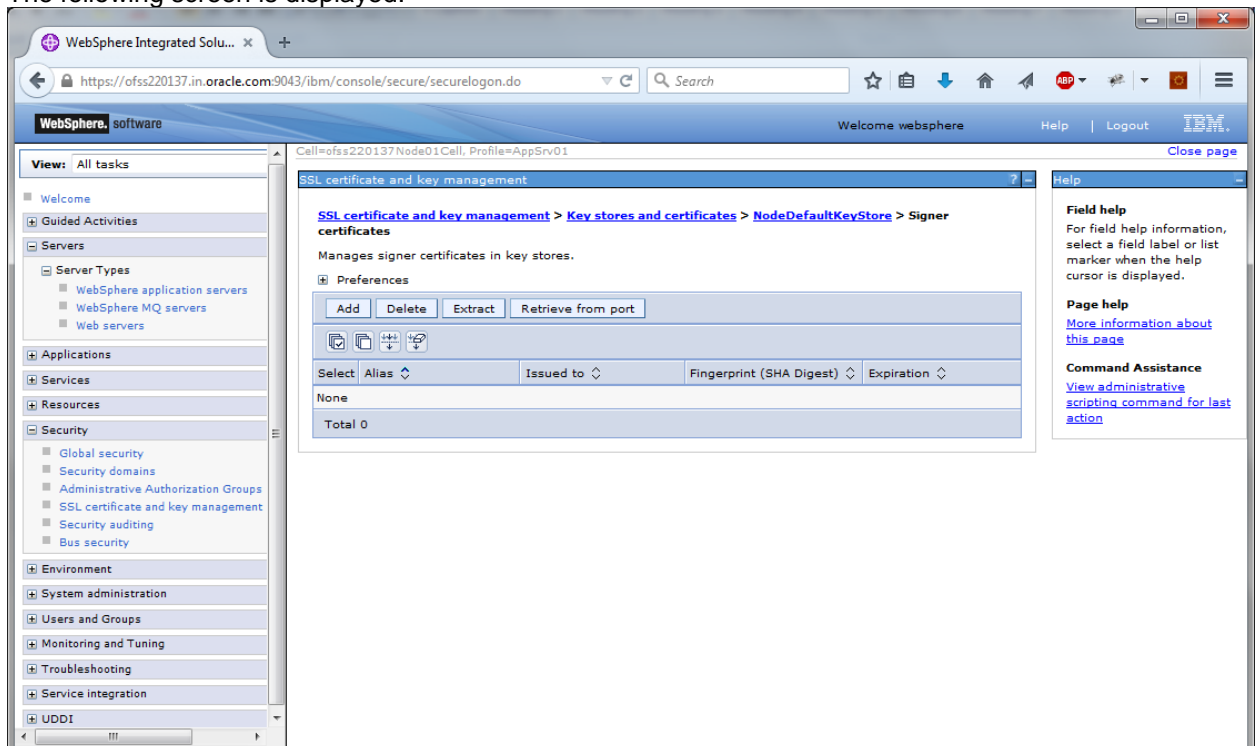 The following screen is displayed:
WebSphere Integrated Solu...
https://ofss220137.in.oracle.com:9043/ibm/console/secure/securelogon.do
Search
ABP
WebSphere. software
Welcome websphere
Help | Logout
IBM.
View: All tasks
Welcome
Guided Activities
Servers
Server Types
WebSphere application servers
WebSphere MQ servers
Web servers
Applications
Services
Resources
Security
Global security
Security domains
Administrative Authorization Groups
SSL certificate and key management
Security auditing
Bus security
Environment
System administration
Users and Groups
Monitoring and Tuning
Troubleshooting
Service integration
UDDI
Cell=ofss220137Node01Cell, Profile=AppSrv01
Close page
SSL certificate and key management
? –
SSL certificate and key management > Key stores and certificates > NodeDefaultKeyStore > Signer
certificates
Manages signer certificates in key stores.
Preferences
Add Delete Extract Retrieve from port
Select Alias Issued to Fingerprint (SHA Digest) Expiration
None
Total 0
Help
Field help
For field help information,
select a field label or list
marker when the help
cursor is displayed.
Page help
More information about
this page
Command Assistance
View administrative
scripting command for last
action